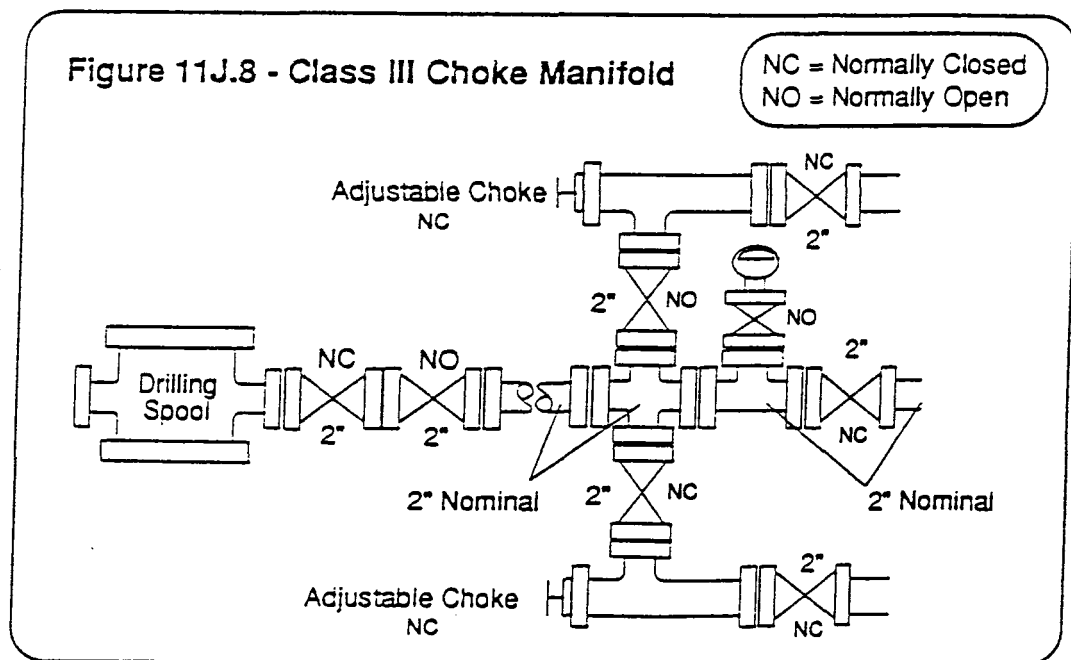 Figure 11J.8 - Class III Choke Manifold
NC = Normally Closed
NO = Normally Open
Adjustable Choke
NC
NC
2"
2"
NO
NO
Drilling
Spool
NC
2"
NO
2"
2"
NC
2" Nominal
2"
NC
2" Nominal
Adjustable Choke
NC
2"
NC